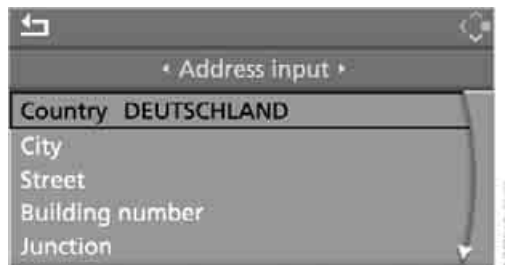 Address input
Country DEUTSCHLAND
City
Street
Building number
Junction